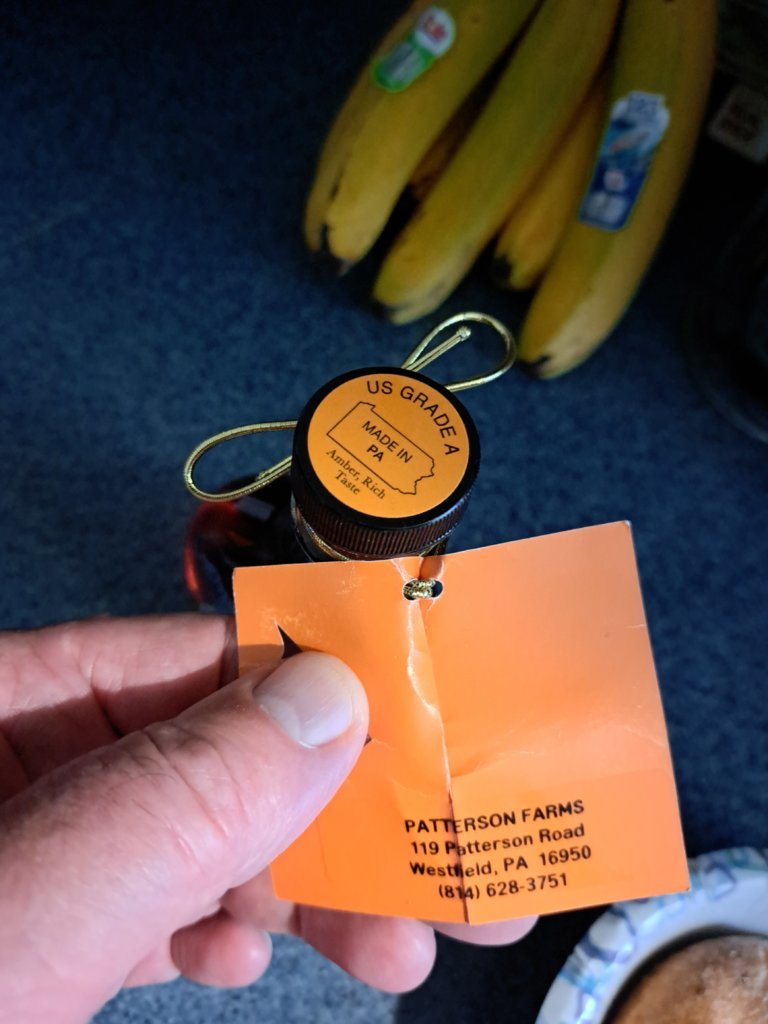 US GRADE A
MADE IN
PA
Amber, Rich
Taste
PATTERSON FARMS
119 Patterson Road
Westfield, PA 16950
(814) 628-3751